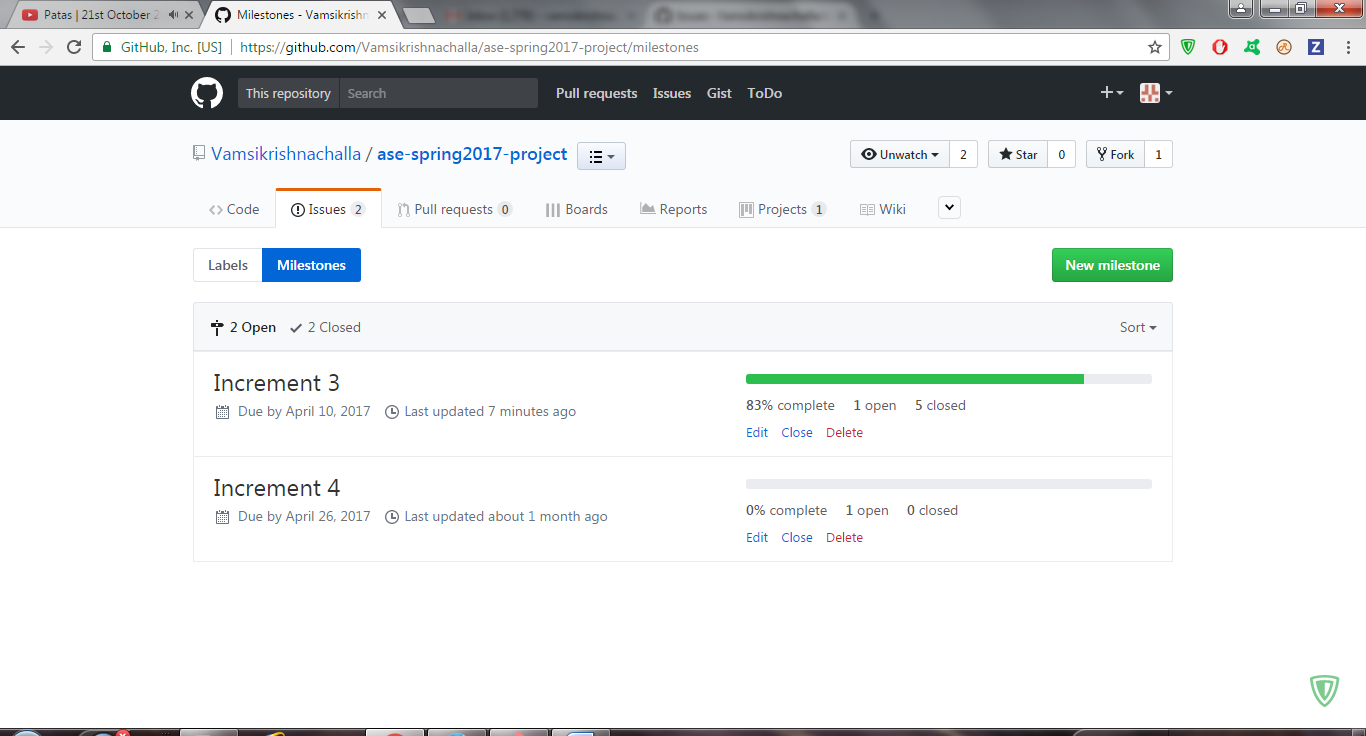 Patas | 21st October 2
Milestones - Vamsikrishn
GitHub, Inc. [US] https://github.com/Vamsikrishnachalla/ase-spring2017-project/milestones
Z
This repository Search Pull requests Issues Gist ToDo
Vamsikrishnachalla / ase-spring2017-project
Unwatch 2 Star 0 Fork 1
Code Issues 2 Pull requests 0 Boards Reports Projects 1 Wiki
Labels Milestones New milestone
2 Open 2 Closed Sort
Increment 3
Due by April 10, 2017 Last updated 7 minutes ago
83% complete 1 open 5 closed
Edit Close Delete
Increment 4
Due by April 26, 2017 Last updated about 1 month ago
0% complete 1 open 0 closed
Edit Close Delete